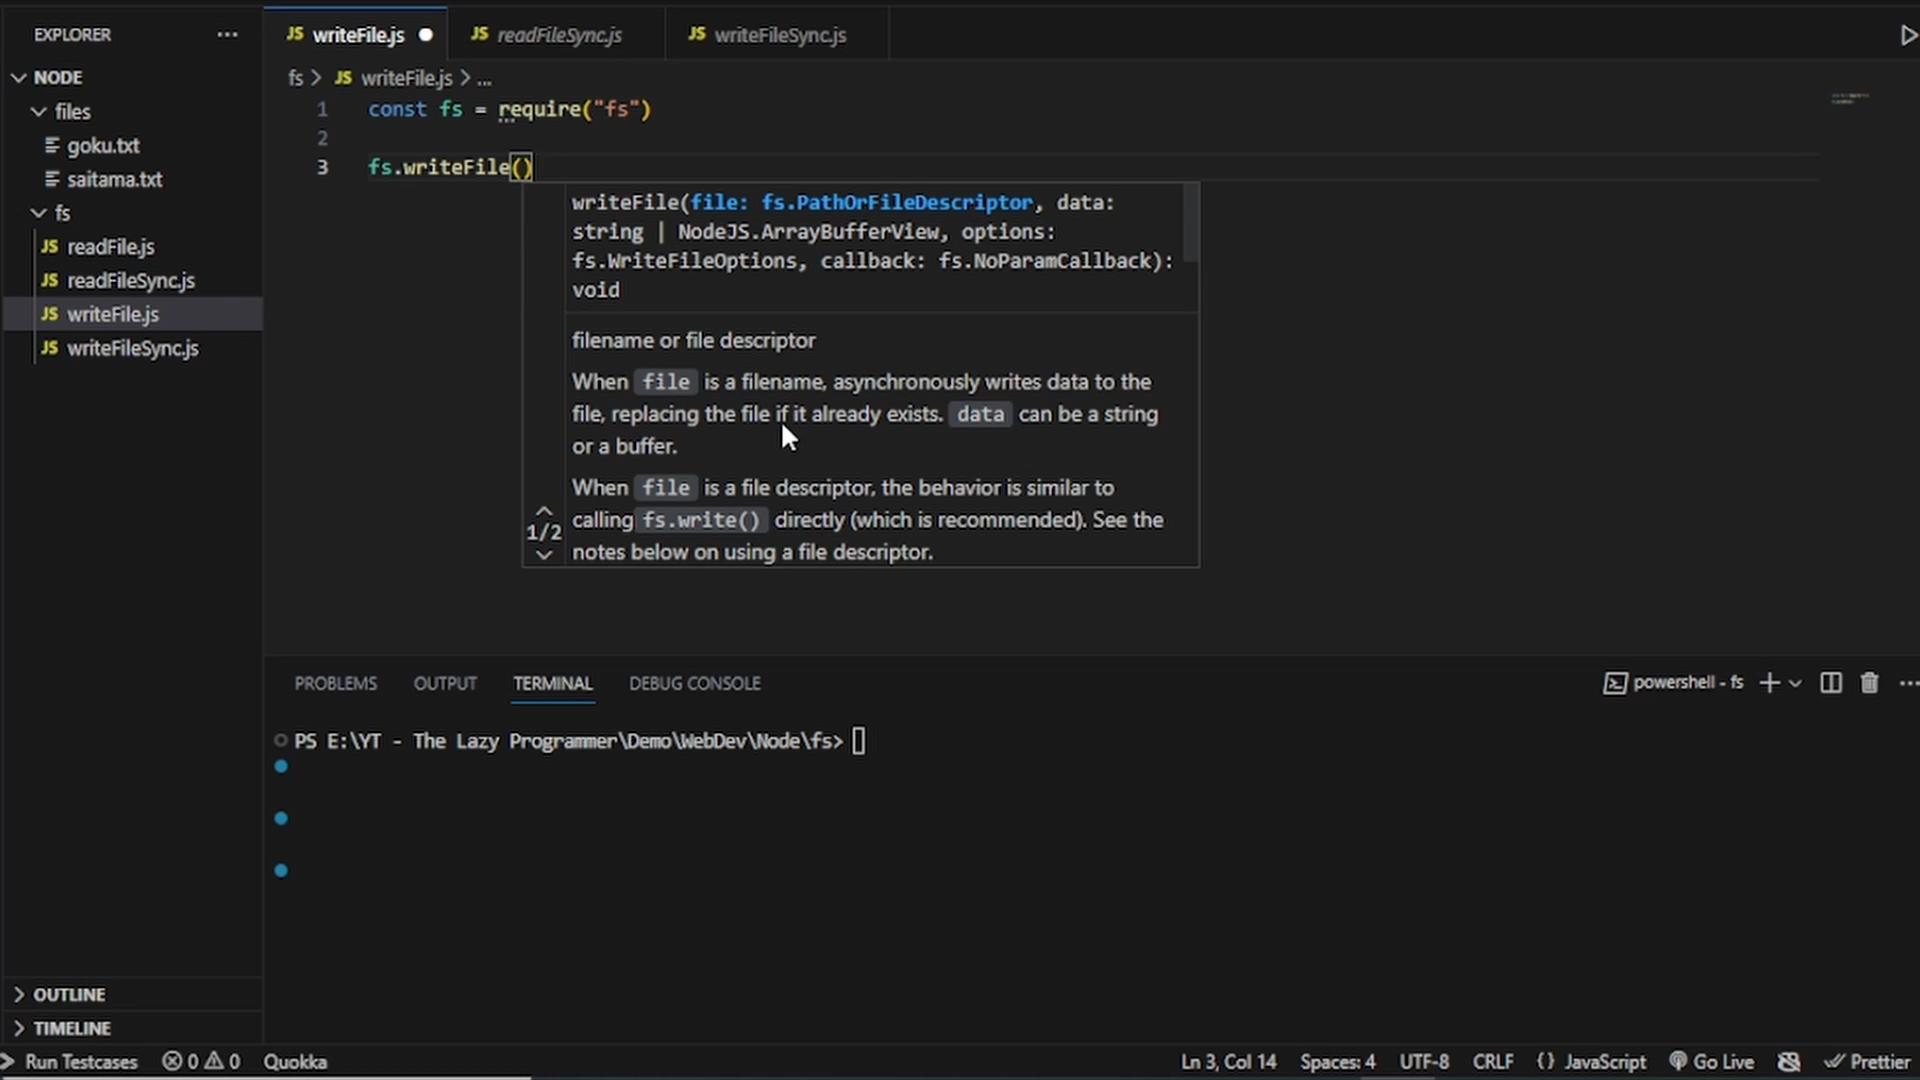 EXPLORER ...
NODE
files
goku.txt
saitama.txt
fs
JS readFile.js
JS readFileSync.js
JS writeFile.js
JS writeFileSync.js
OUTLINE
TIMELINE
JS writeFile.js JS readFileSync.js JS writeFileSync.js
fs > JS writeFile.js > ...
1 const fs = require("fs")
2
3 fs.writeFile()
writeFile(file: fs.PathOrFileDescriptor, data:
string | NodeJS.ArrayBufferView, options:
fs.WriteFileOptions, callback: fs.NoParamCallback):
void
filename or file descriptor
When file is a filename, asynchronously writes data to the
file, replacing the file if it already exists. data can be a string
or a buffer.
When file is a file descriptor, the behavior is similar to
calling fs.write() directly (which is recommended). See the
notes below on using a file descriptor.
1/2
PROBLEMS OUTPUT TERMINAL DEBUG CONSOLE powershell - fs
PS E:\YT - The Lazy Programmer\Demo\WebDev\Node\fs>
Run Testcases 0 0 Quokka Ln 3, Col 14 Spaces: 4 UTF-8 CRLF {} JavaScript Go Live Prettier